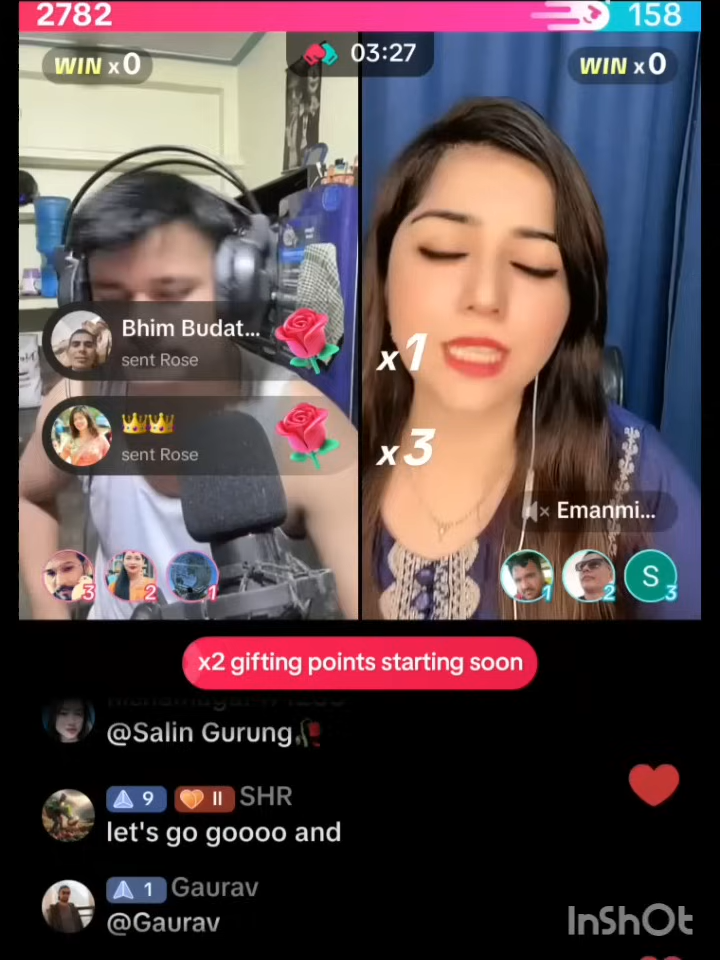 2782
158
WIN x0
03:27
WIN x0
Bhim Budat...
sent Rose
x1
👑👑
sent Rose
x3
Emanmi...
3
2
1
1
2
S
3
x2 gifting points starting soon
@Salin Gurung🥀
9
II
SHR
let's go goooo and
1
Gaurav
@Gaurav
InShOt